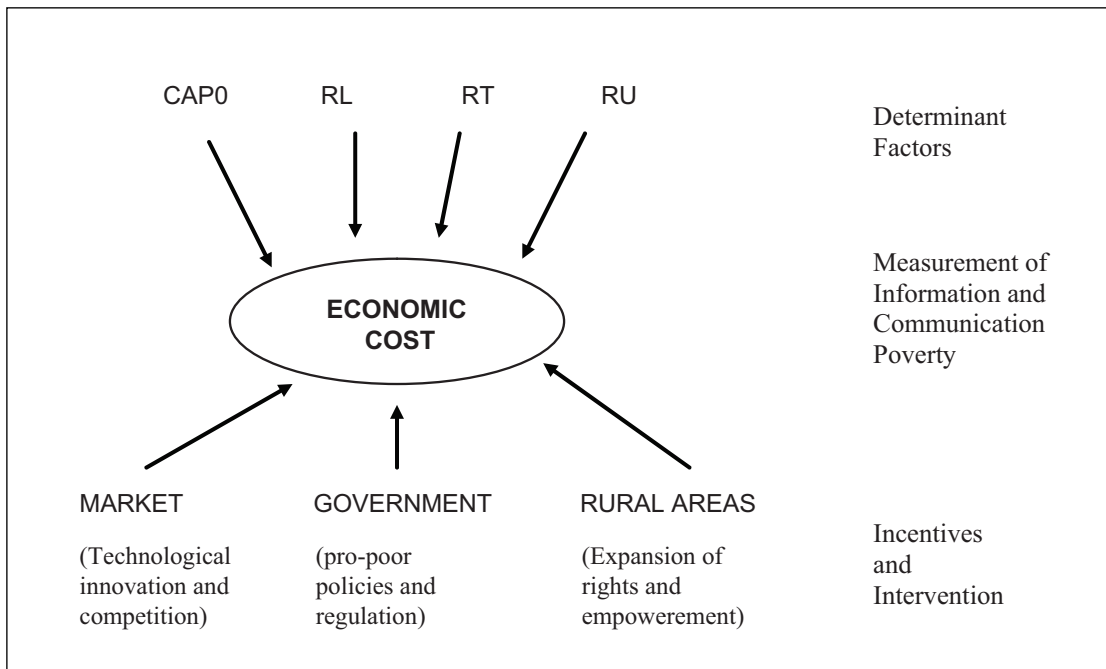 CAP0 RL RT RU
Determinant
Factors
Measurement of
Information and
Communication
Poverty
ECONOMIC
COST
MARKET GOVERNMENT RURAL AREAS
(Technological
innovation and
competition)
(pro-poor
policies and
regulation)
(Expansion of
rights and
empowerement)
Incentives
and
Intervention